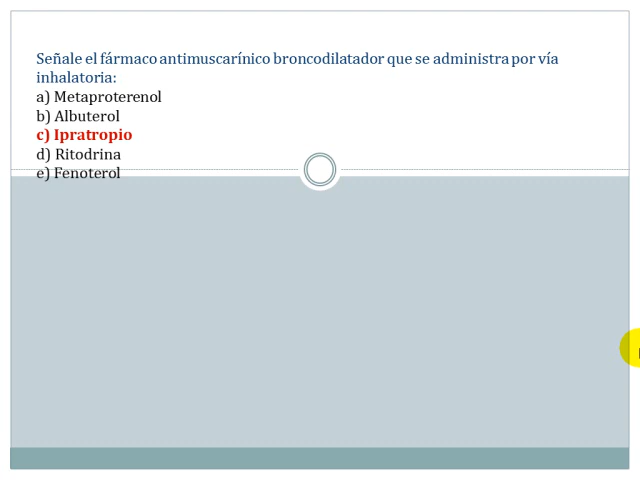 Señale el fármaco antimuscarínico broncodilatador que se administra por vía
inhalatoria:
a) Metaproterenol
b) Albuterol
c) Ipratropio
d) Ritodrina
e) Fenoterol